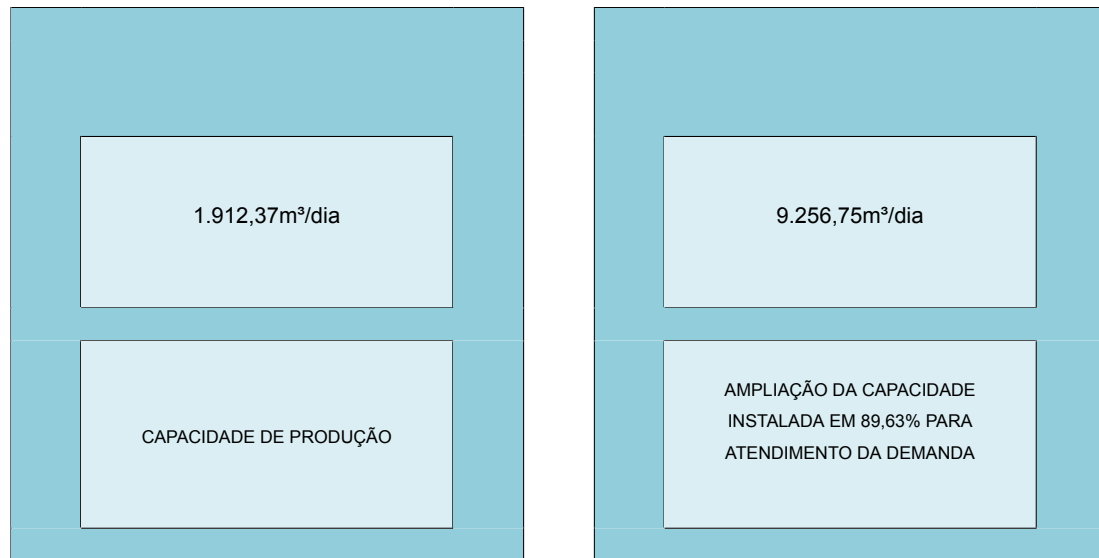 1.912,37m³/dia
CAPACIDADE DE PRODUÇÃO
9.256,75m³/dia
AMPLIAÇÃO DA CAPACIDADE
INSTALADA EM 89,63% PARA
ATENDIMENTO DA DEMANDA